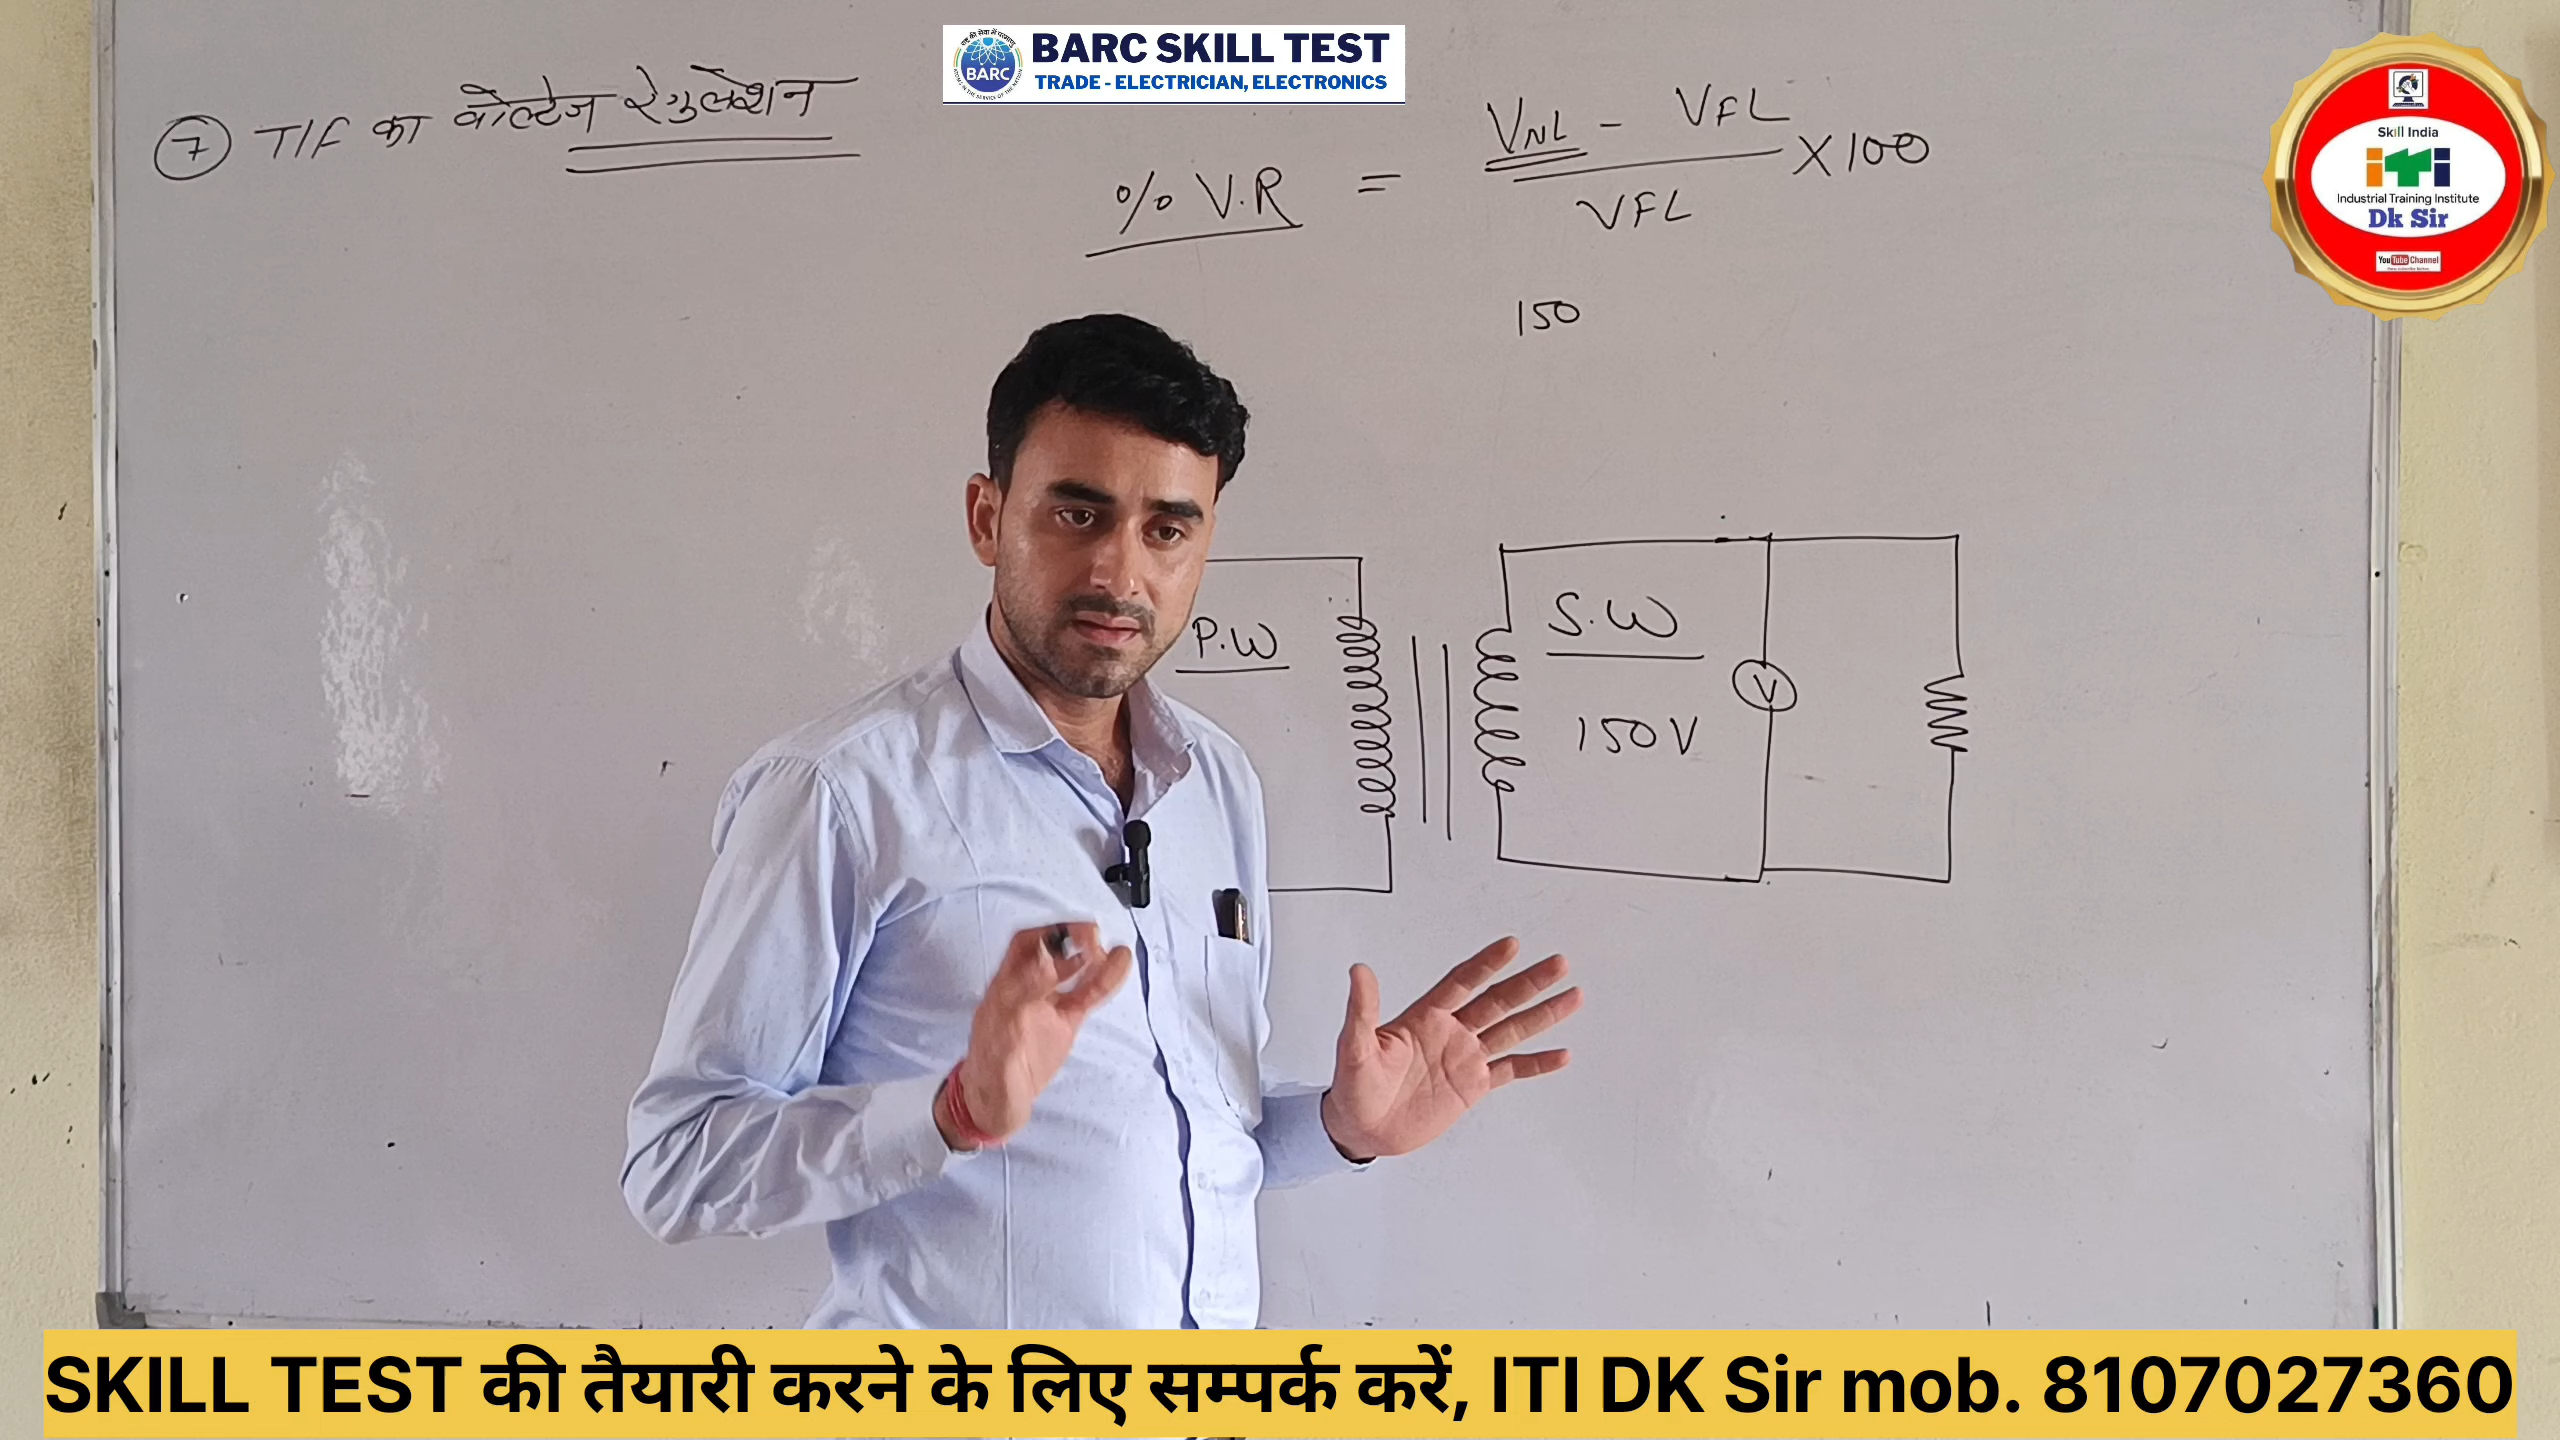 BARC SKILL TEST
TRADE - ELECTRICIAN, ELECTRONICS
BARC
⑦ T/F का वोल्टेज रेगुलेशन
% V.R = (VNL - VFL) / VFL X 100
150
Skill India
iTi
Industrial Training Institute
Dk Sir
YouTube Channel
P.W
S.W
150V
V
SKILL TEST की तैयारी करने के लिए सम्पर्क करें, ITI DK Sir mob. 8107027360